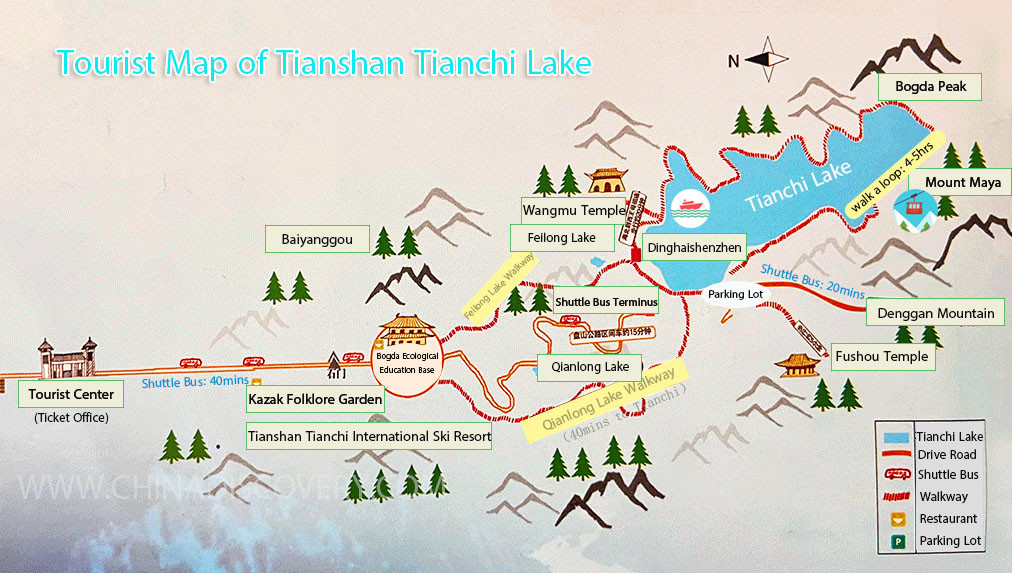 Tourist Map of Tianshan Tianchi Lake
N
Bogda Peak
Tianchi Lake
walk a loop: 4-5hrs
Mount Maya
Wangmu Temple
Baiyanggou
Feilong Lake
Dinghaishenzhen
Feilong Lake Walkway
Shuttle Bus: 20mins
Shuttle Bus Terminus
Parking Lot
Denggan Mountain
盘山公路区间车约15分钟
Bogda Ecological
Education Base
Qianlong Lake
Fushou Temple
Shuttle Bus: 40mins
Tourist Center
(Ticket Office)
Kazak Folklore Garden
Qianlong Lake Walkway
(40mins to Tianchi)
Tianshan Tianchi International Ski Resort
WWW.CHINADISCOVERY.COM
Tianchi Lake
Drive Road
Shuttle Bus
Walkway
Restaurant
P
Parking Lot